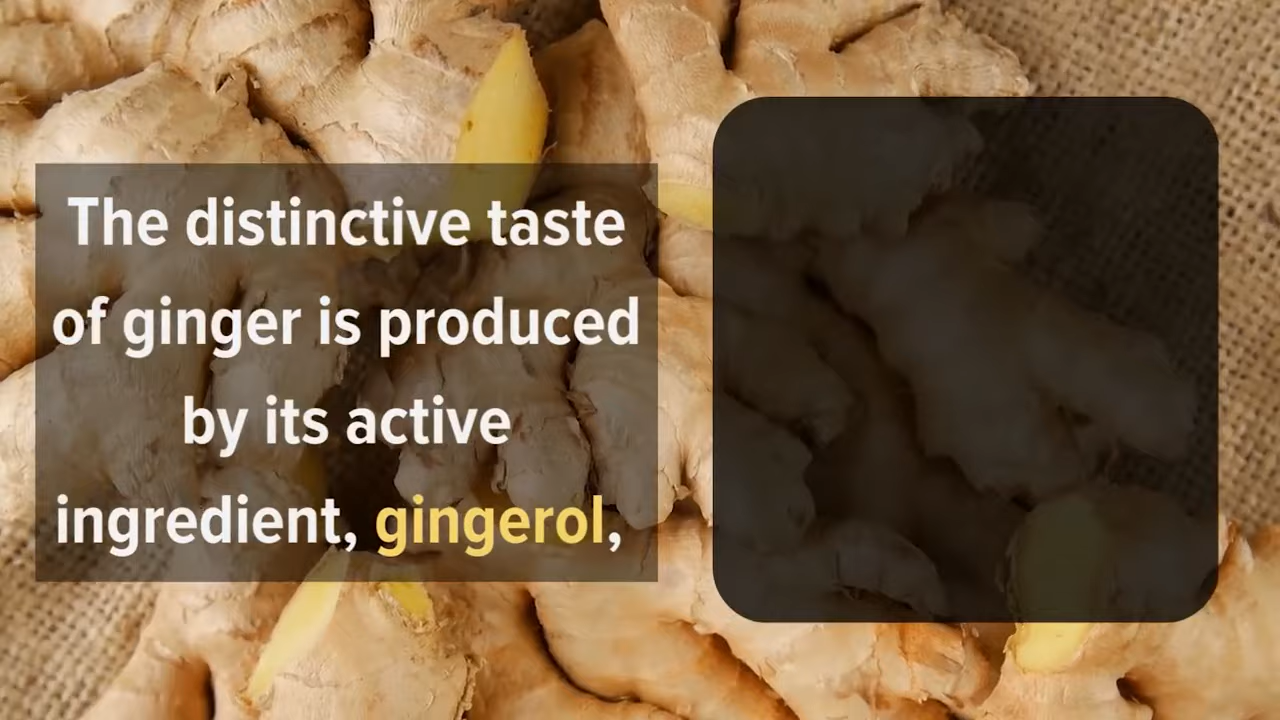 The distinctive taste
of ginger is produced
by its active
ingredient, gingerol,